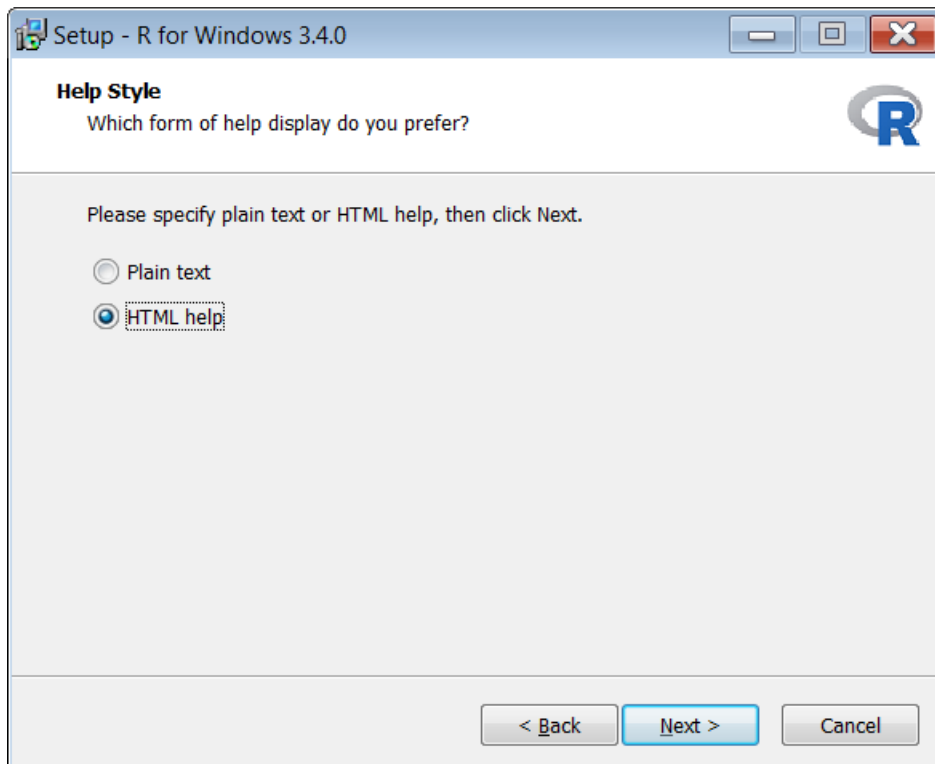 Setup - R for Windows 3.4.0
Help Style
Which form of help display do you prefer?
R
Please specify plain text or HTML help, then click Next.
Plain text
HTML help
< Back
Next >
Cancel